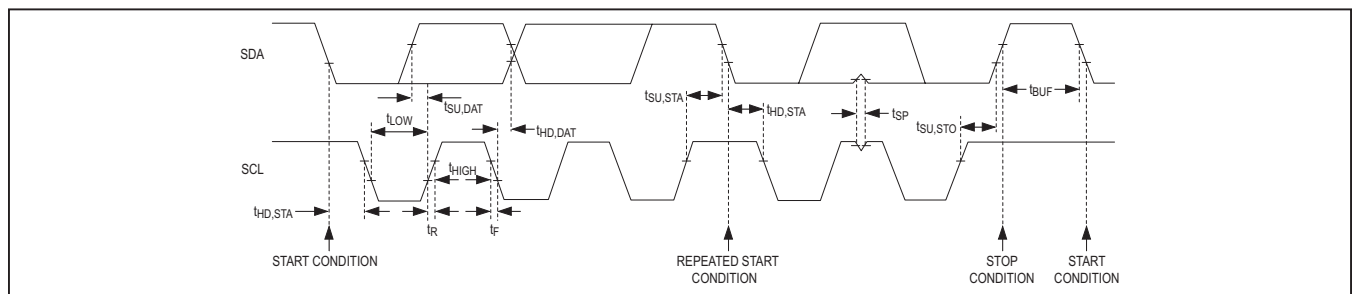 SDA
tSU,DAT
tLOW
tHD,DAT
tSU,STA
tHD,STA
tSP
tSU,STO
tBUF
SCL
tHIGH
tHD,STA
tR
tF
START CONDITION
REPEATED START
CONDITION
STOP
CONDITION
START
CONDITION